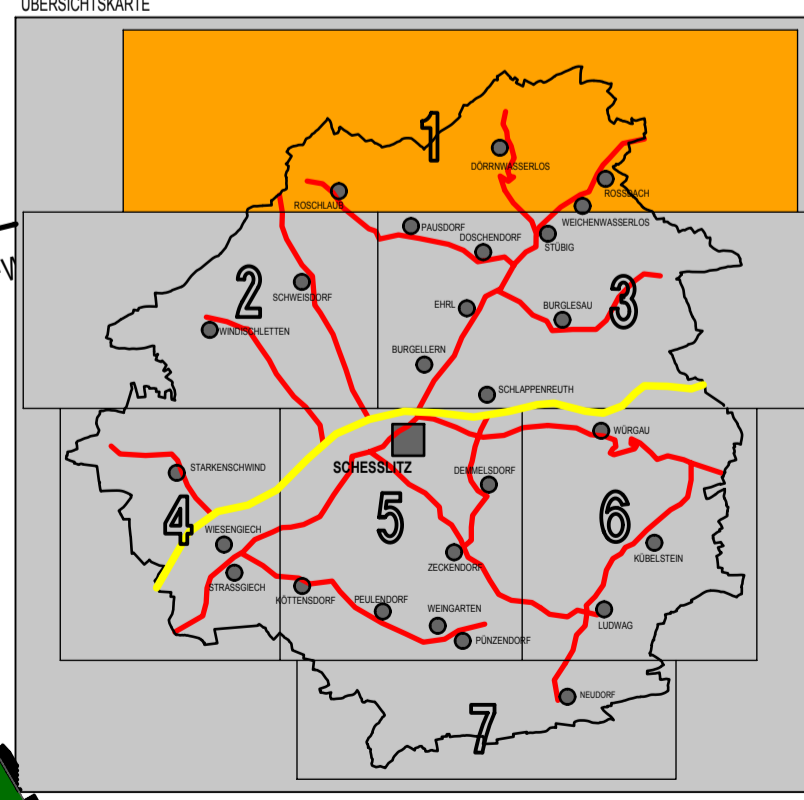 ÜBERSICHTSKARTE
1
DÖRRNWASSERLOS
ROSSDACH
ROSCHLAUB
WEICHENWASSERLOS
PAUSDORF
DOSCHENDORF
STÜBIG
2
SCHWEISDORF
3
EHRL
BURGLESAU
WINDISCHLETTEN
BURGELLERN
SCHLAPPENREUTH
WÜRGAU
SCHESSLITZ
STARKENSCHWIND
DEMMELSDORF
4
5
6
WIESENGIECH
KÜBELSTEIN
ZECKENDORF
STRASSGIECH
KÖTTENSDORF
PEULENDORF
WEINGARTEN
LUDWAG
PÜNZENDORF
NEUDORF
7